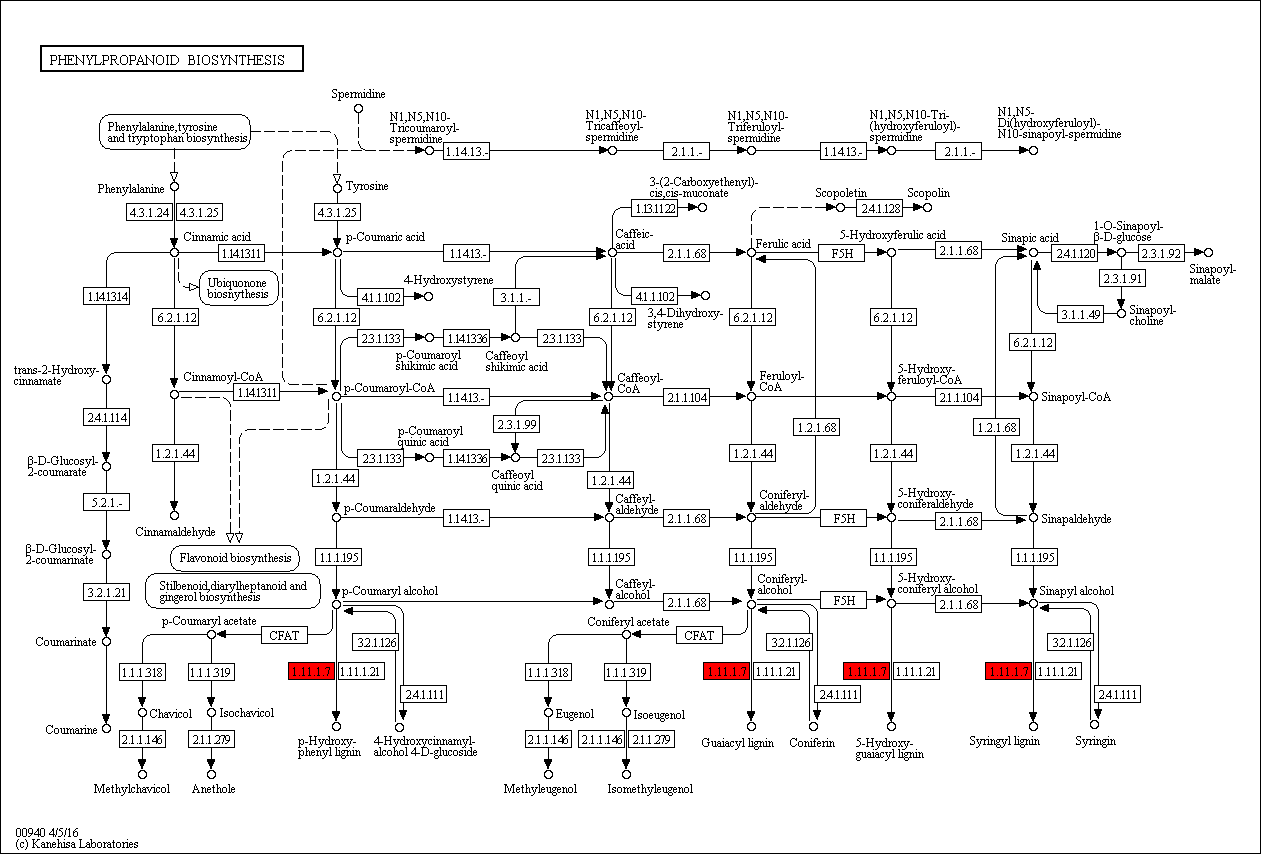 PHENYLPROPANOID BIOSYNTHESIS
Spermidine
Phenylalanine,tyrosine
and tryptophan biosynthesis
N1,N5,N10-
Tricoumaroyl-
spermidine
1.14.13.-
N1,N5,N10-
Tricaffeoyl-
spermidine
2.1.1.-
N1,N5,N10-
Triferuloyl-
spermidine
1.14.13.-
N1,N5,N10-Tri-
(hydroxyferuloyl)-
spermidine
2.1.1.-
N1,N5-
Di(hydroxyferuloyl)-
N10-sinapoyl-spermidine
Phenylalanine
Tyrosine
3-(2-Carboxyethenyl)-
cis,cis-muconate
Scopoletin
Scopolin
4.3.1.24
4.3.1.25
4.3.1.25
1.13.11.22
2.4.1.128
Cinnamic acid
p-Coumaric acid
Caffeic-
acid
Ferulic acid
5-Hydroxyferulic acid
Sinapic acid
1-O-Sinapoyl-
β-D-glucose
1.14.13.11
1.14.13.-
2.1.1.68
F5H
2.1.1.68
2.4.1.120
2.3.1.92
Sinapoyl-
malate
Ubiquonone
biosnythesis
4-Hydroxystyrene
2.3.1.91
1.14.13.14
4.1.1.102
3.1.1.-
4.1.1.102
3,4-Dihydroxy-
styrene
3.1.1.49
Sinapoyl-
choline
6.2.1.12
6.2.1.12
6.2.1.12
6.2.1.12
6.2.1.12
6.2.1.12
2.3.1.133
1.14.13.36
2.3.1.133
p-Coumaroyl
shikimic acid
Caffeoyl
shikimic acid
trans-2-Hydroxy-
cinnamate
Cinnamoyl-CoA
p-Coumaroyl-CoA
Caffeoyl-
CoA
Feruloyl-
CoA
5-Hydroxy-
feruloyl-CoA
Sinapoyl-CoA
1.14.13.11
1.14.13.-
2.1.1.104
2.1.1.104
2.4.1.114
2.3.1.99
1.2.1.68
1.2.1.68
p-Coumaroyl
quinic acid
2.3.1.133
1.14.13.36
2.3.1.133
Caffeoyl
quinic acid
β-D-Glucosyl-
2-coumarate
1.2.1.44
1.2.1.44
1.2.1.44
1.2.1.44
1.2.1.44
1.2.1.44
5.2.1.-
Cinnamaldehyde
p-Coumaraldehyde
1.14.13.-
Caffeyl-
aldehyde
2.1.1.68
Coniferyl-
aldehyde
F5H
5-Hydroxy-
coniferaldehyde
2.1.1.68
Sinapaldehyde
β-D-Glucosyl-
2-coumarinate
Flavonoid biosynthesis
Stilbenoid,diarylheptanoid and
gingerol biosynthesis
1.1.1.195
1.1.1.195
1.1.1.195
1.1.1.195
1.1.1.195
3.2.1.21
p-Coumaryl alcohol
Caffeyl-
alcohol
2.1.1.68
Coniferyl-
alcohol
F5H
5-Hydroxy-
coniferyl alcohol
2.1.1.68
Sinapyl alcohol
Coumarinate
p-Coumaryl acetate
CFAT
3.2.1.126
Coniferyl acetate
CFAT
3.2.1.126
3.2.1.126
1.1.1.318
1.1.1.319
1.11.1.7
1.11.1.21
1.1.1.318
1.1.1.319
1.11.1.7
1.11.1.21
1.11.1.7
1.11.1.21
1.11.1.7
1.11.1.21
2.4.1.111
2.4.1.111
2.4.1.111
Coumarine
Chavicol
Isochavicol
Eugenol
Isoeugenol
2.1.1.146
2.1.1.279
2.1.1.146
2.1.1.146
2.1.1.279
p-Hydroxy-
phenyl lignin
4-Hydroxycinnamyl-
alcohol 4-D-glucoside
Guaiacyl lignin
Coniferin
5-Hydroxy-
guaiacyl lignin
Syringyl lignin
Syringin
Methylchavicol
Anethole
Methyleugenol
Isomethyleugenol
00940 4/5/16
(c) Kanehisa Laboratories